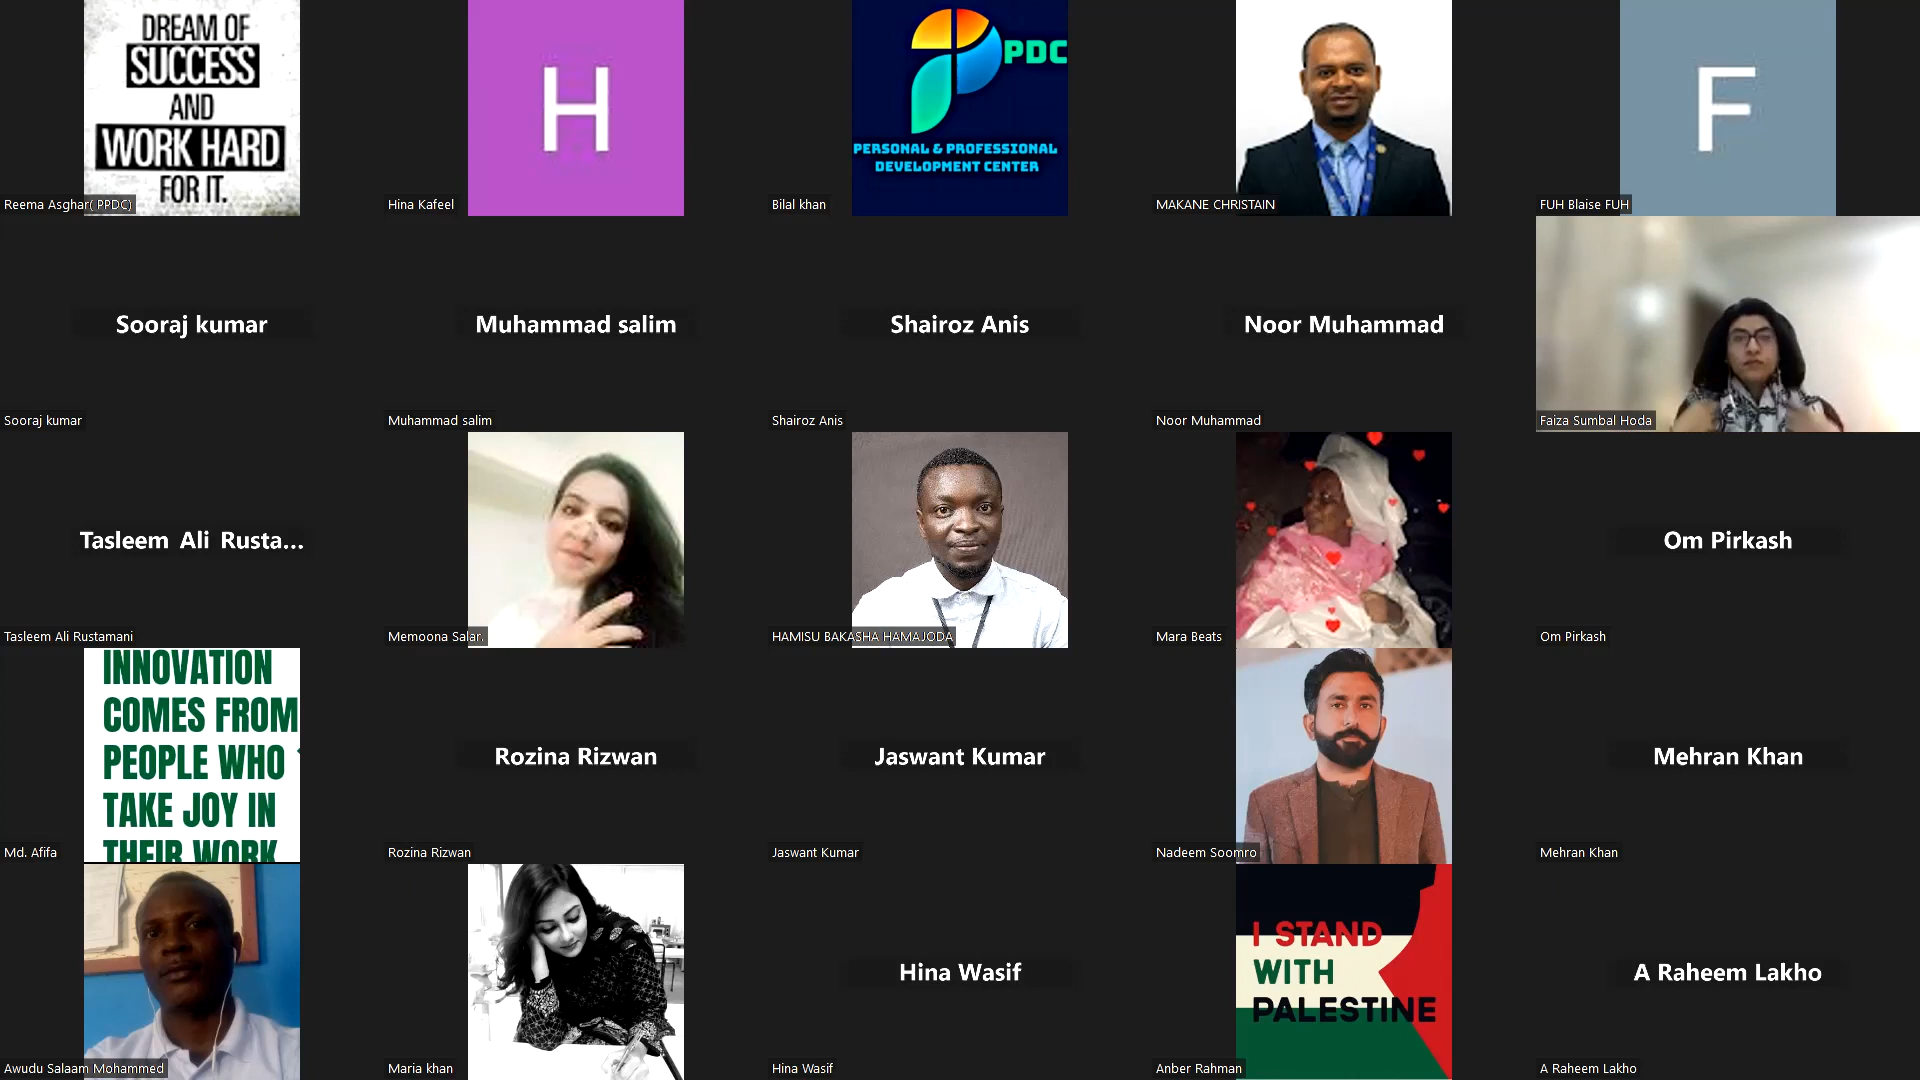 DREAM OF
SUCCESS
AND
WORK HARD
FOR IT.
Reema Asghar( PPDC)
H
Hina Kafeel
PPDC
PERSONAL & PROFESSIONAL
DEVELOPMENT CENTER
Bilal khan
MAKANE CHRISTAIN
F
FUH Blaise FUH
Sooraj kumar
Sooraj kumar
Muhammad salim
Muhammad salim
Shairoz Anis
Shairoz Anis
Noor Muhammad
Noor Muhammad
Faiza Sumbal Hoda
Tasleem Ali Rusta...
Tasleem Ali Rustamani
Memoona Salar.
HAMISU BAKASHA HAMAJODA
Mara Beats
Om Pirkash
Om Pirkash
INNOVATION
COMES FROM
PEOPLE WHO
TAKE JOY IN
THEIR WORK
Md. Afifa
Rozina Rizwan
Rozina Rizwan
Jaswant Kumar
Jaswant Kumar
Nadeem Soomro
Mehran Khan
Mehran Khan
Awudu Salaam Mohammed
Maria khan
Hina Wasif
Hina Wasif
I STAND
WITH
PALESTINE
Anber Rahman
A Raheem Lakho
A Raheem Lakho